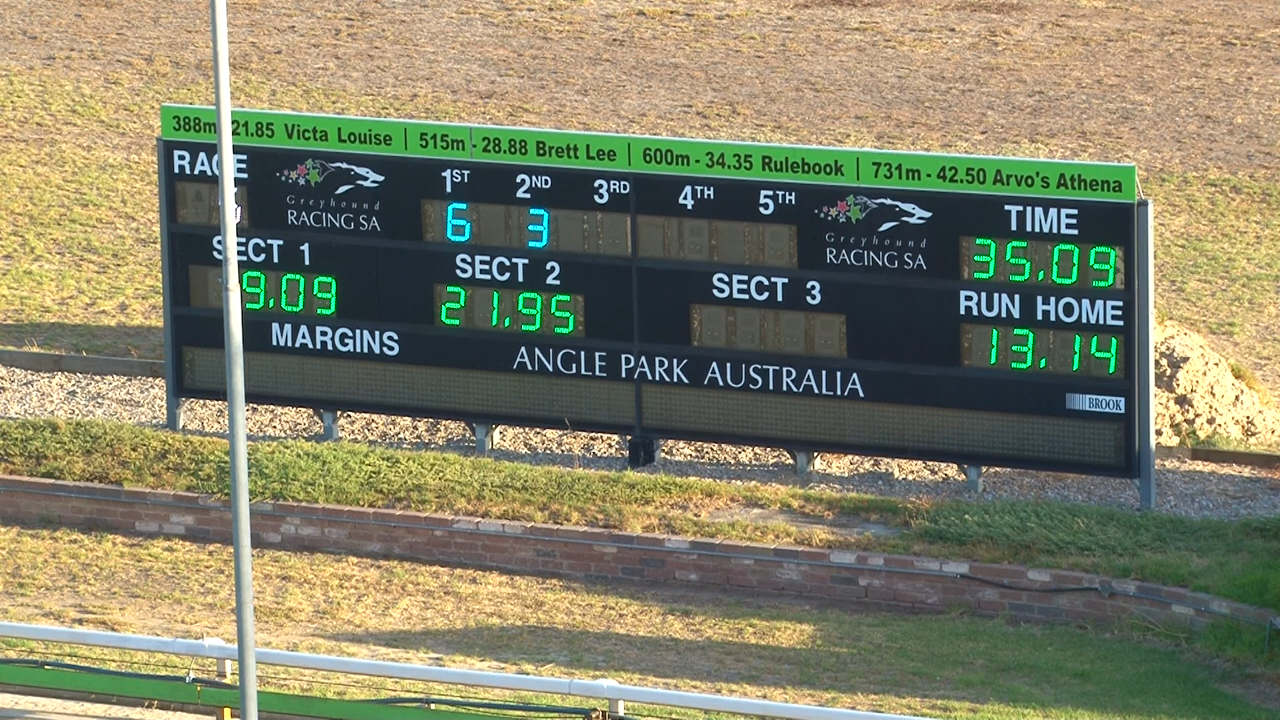 388m 21.85 Victa Louise | 515m - 28.88 Brett Lee | 600m - 34.35 Rulebook | 731m - 42.50 Arvo's Athena
RACE
Greyhound
RACING SA
1ST 2ND 3RD 4TH 5TH
6 3
Greyhound
RACING SA
TIME
35.09
SECT 1
9.09
SECT 2
21.95
SECT 3
RUN HOME
13.14
MARGINS
ANGLE PARK AUSTRALIA
BROOK